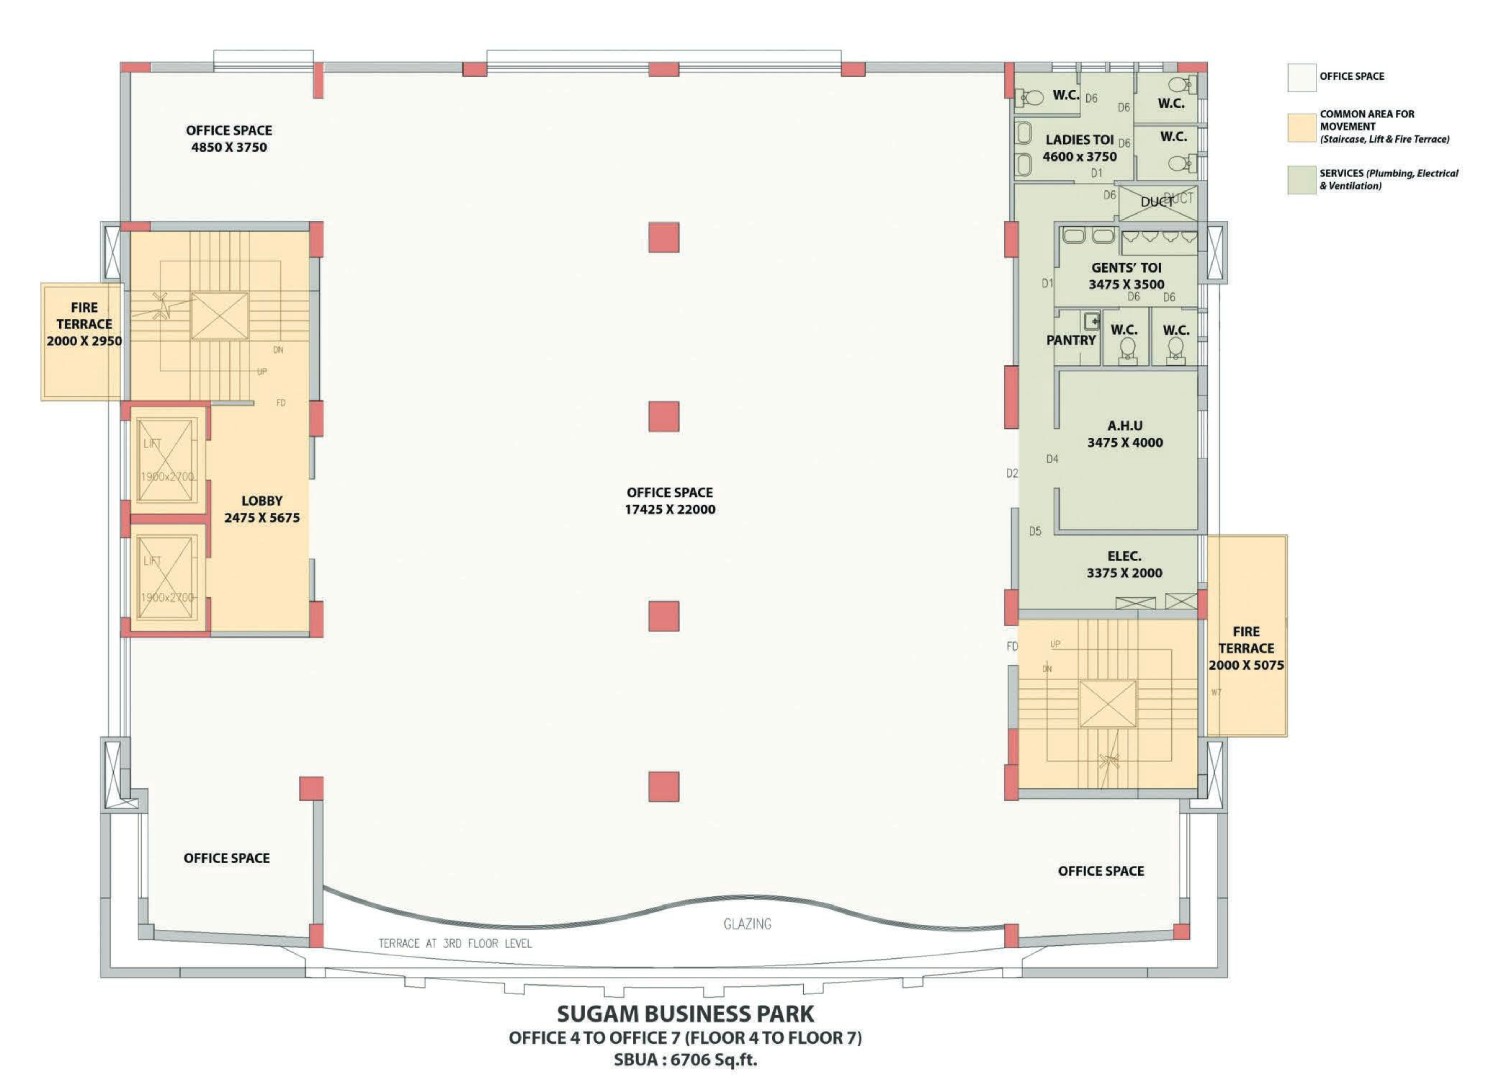 OFFICE SPACE
4850 X 3750
W.C.
D6
D6
W.C.
LADIES TOI
4600 x 3750
D6
W.C.
D1
D6
DUCT
DUCT
OFFICE SPACE
COMMON AREA FOR
MOVEMENT
(Staircase, Lift & Fire Terrace)
SERVICES (Plumbing, Electrical
& Ventilation)
FIRE
TERRACE
2000 X 2950
DN
UP
FD
GENTS' TOI
3475 X 3500
D1
D6
D6
PANTRY
W.C.
W.C.
LIFT
1900x2700
LOBBY
2475 X 5675
LIFT
1900x2700
OFFICE SPACE
17425 X 22000
A.H.U
3475 X 4000
D4
D2
D5
ELEC.
3375 X 2000
FD
UP
DN
FIRE
TERRACE
2000 X 5075
W7
OFFICE SPACE
OFFICE SPACE
GLAZING
TERRACE AT 3RD FLOOR LEVEL
SUGAM BUSINESS PARK
OFFICE 4 TO OFFICE 7 (FLOOR 4 TO FLOOR 7)
SBUA : 6706 Sq.ft.